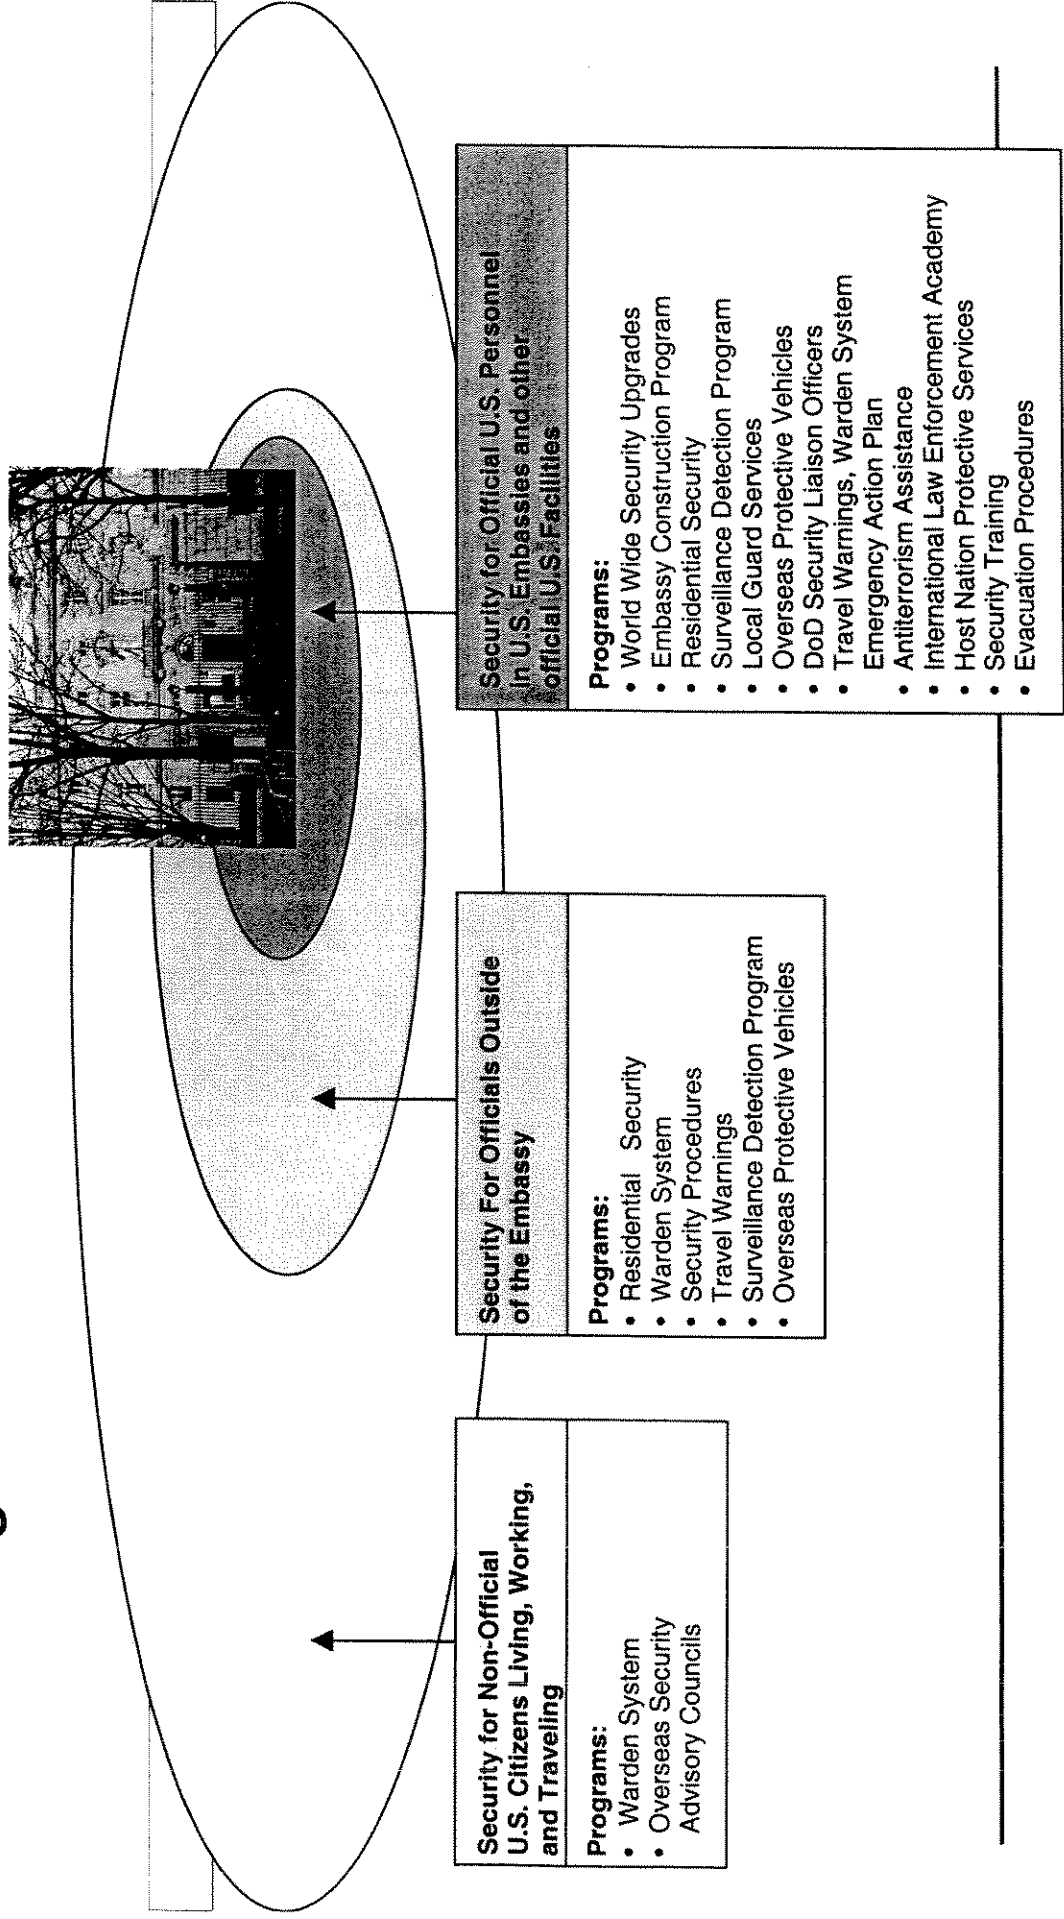 Security for Non-Official
U.S. Citizens Living, Working,
and Traveling
Programs:
• Warden System
• Overseas Security
Advisory Councils
Security For Officials Outside
of the Embassy
Programs:
• Residential Security
• Warden System
• Security Procedures
• Travel Warnings
• Surveillance Detection Program
• Overseas Protective Vehicles
Security for Official U.S. Personnel
In U.S. Embassies and other
official U.S. Facilities
Programs:
• World Wide Security Upgrades
• Embassy Construction Program
• Residential Security
• Surveillance Detection Program
• Local Guard Services
• Overseas Protective Vehicles
• DoD Security Liaison Officers
• Travel Warnings, Warden System
Emergency Action Plan
• Antiterrorism Assistance
• International Law Enforcement Academy
• Host Nation Protective Services
• Security Training
• Evacuation Procedures